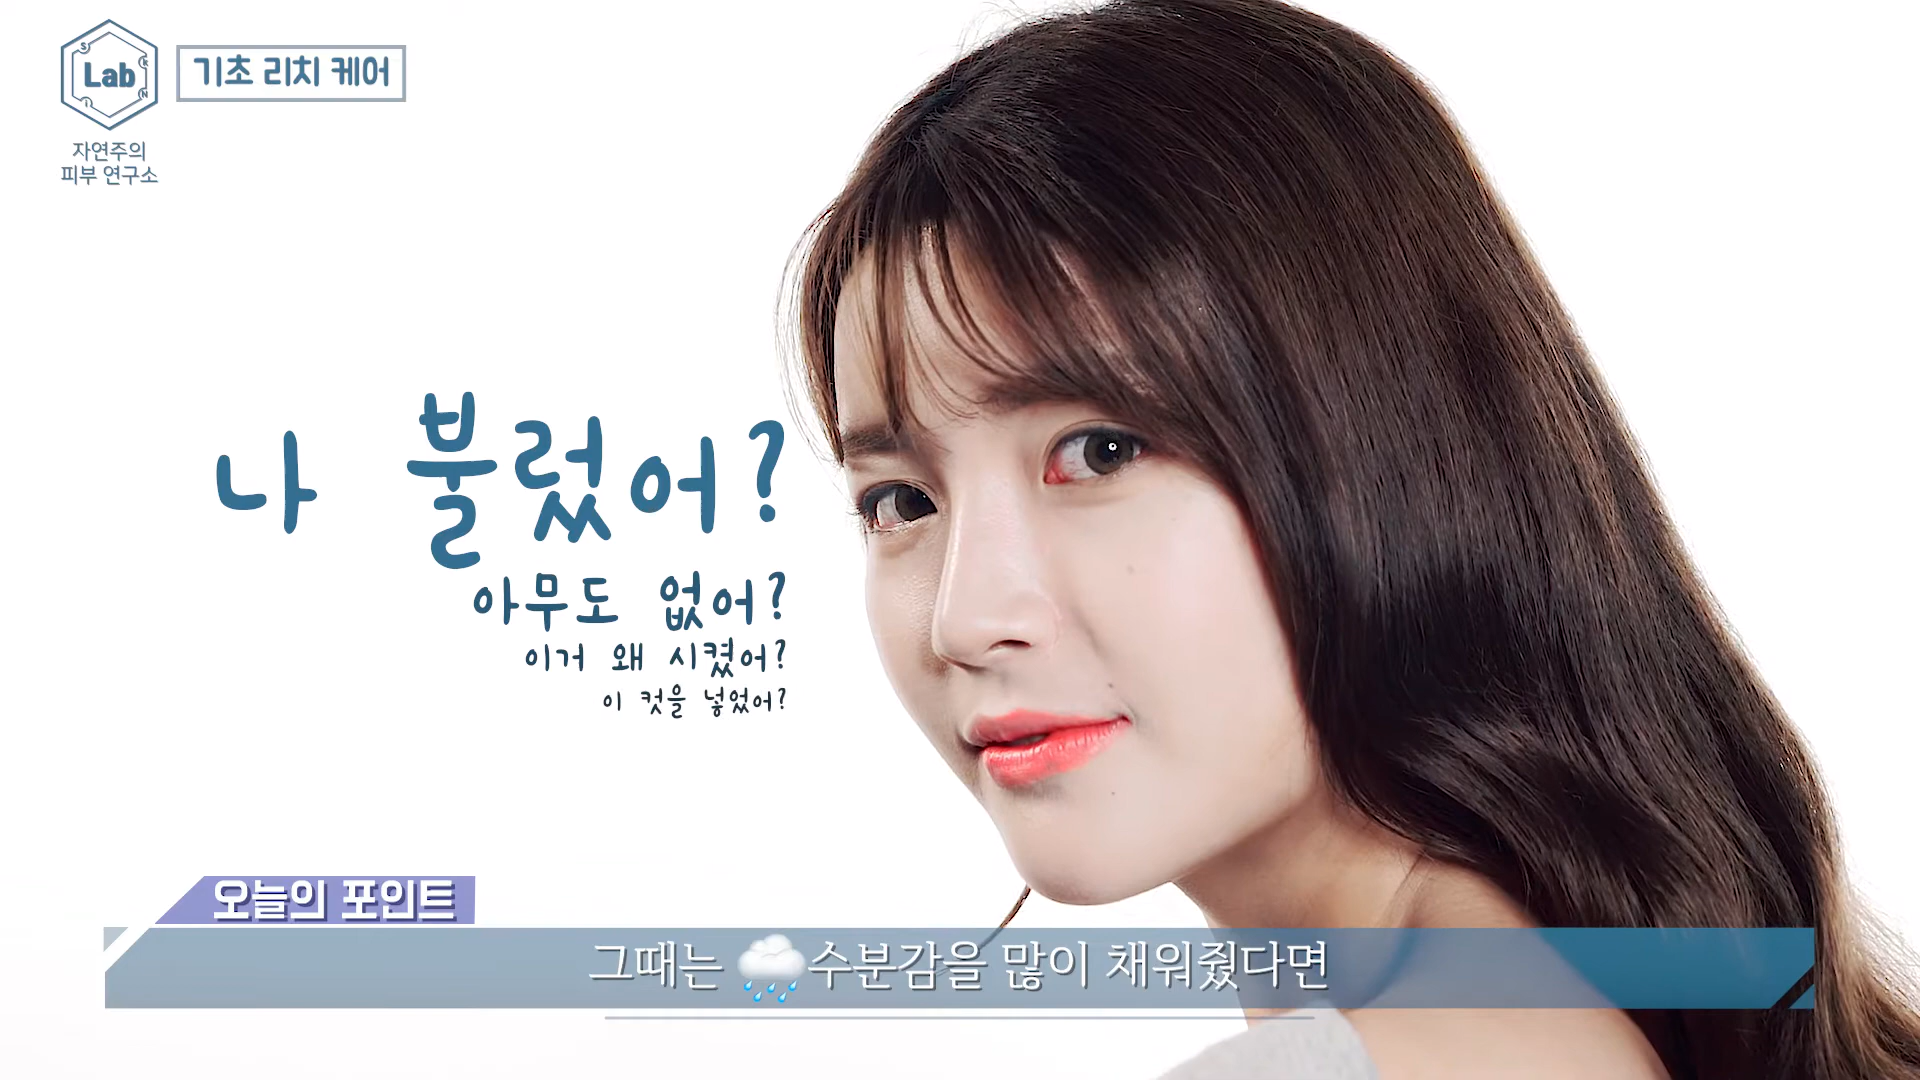 Lab
SKIN
기초 리치 케어
자연주의
피부 연구소
나 불렀어?
아무도 없어?
이거 왜 시켰어?
이 컷을 넣었어?
오늘의 포인트
그때는 🌧수분감을 많이 채워줬다면